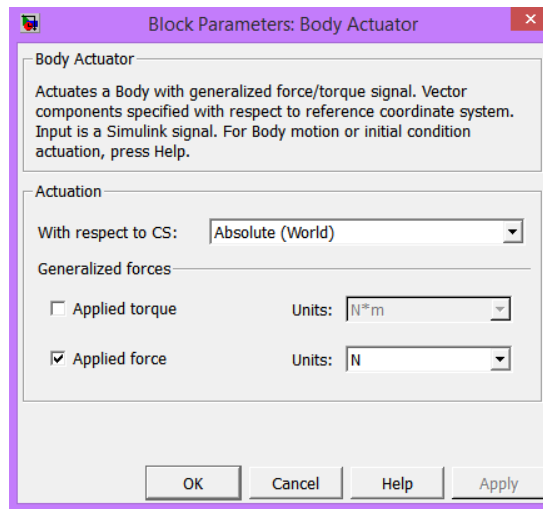 Block Parameters: Body Actuator
Body Actuator
Actuates a Body with generalized force/torque signal. Vector
components specified with respect to reference coordinate system.
Input is a Simulink signal. For Body motion or initial condition
actuation, press Help.
Actuation
With respect to CS: Absolute (World)
Generalized forces
Applied torque Units: N*m
Applied force Units: N
OK Cancel Help Apply